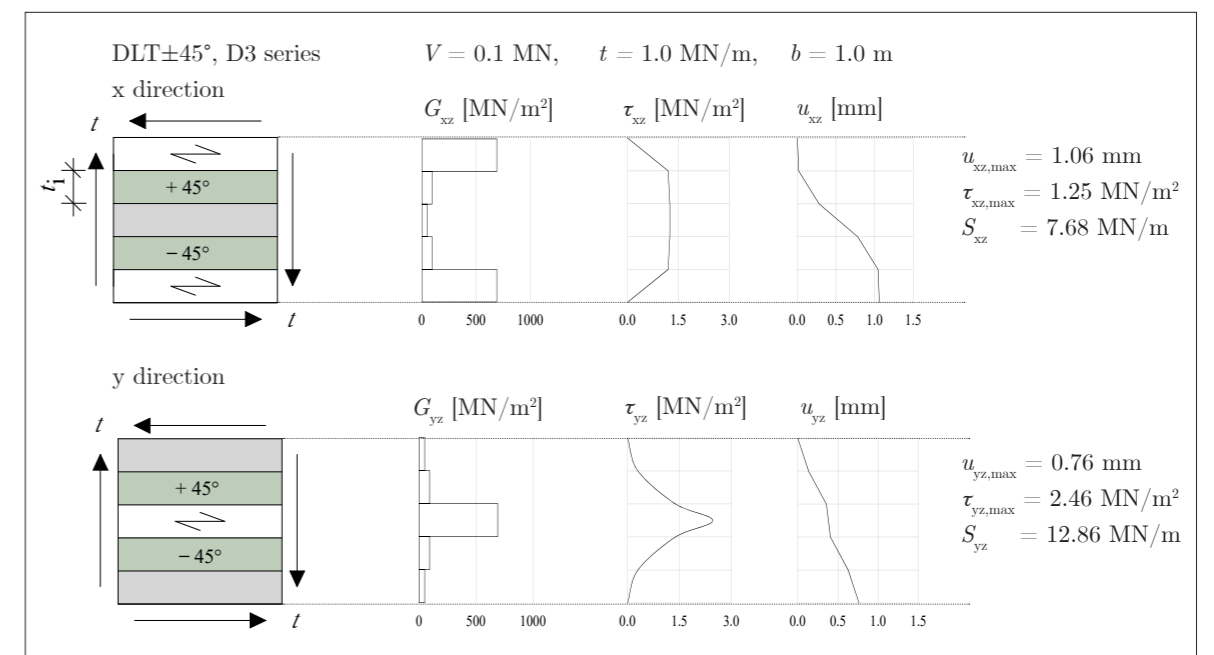 DLT±45°, D3 series V = 0.1 MN, t = 1.0 MN/m, b = 1.0 m
x direction
G_xz [MN/m²] τ_xz [MN/m²] u_xz [mm]
t
t_i
+ 45°
− 45°
t
u_xz,max = 1.06 mm
τ_xz,max = 1.25 MN/m²
S_xz = 7.68 MN/m
0 500 1000 0.0 1.5 3.0 0.0 0.5 1.0 1.5
y direction
G_yz [MN/m²] τ_yz [MN/m²] u_yz [mm]
t
+ 45°
− 45°
t
u_yz,max = 0.76 mm
τ_yz,max = 2.46 MN/m²
S_yz = 12.86 MN/m
0 500 1000 0.0 1.5 3.0 0.0 0.5 1.0 1.5